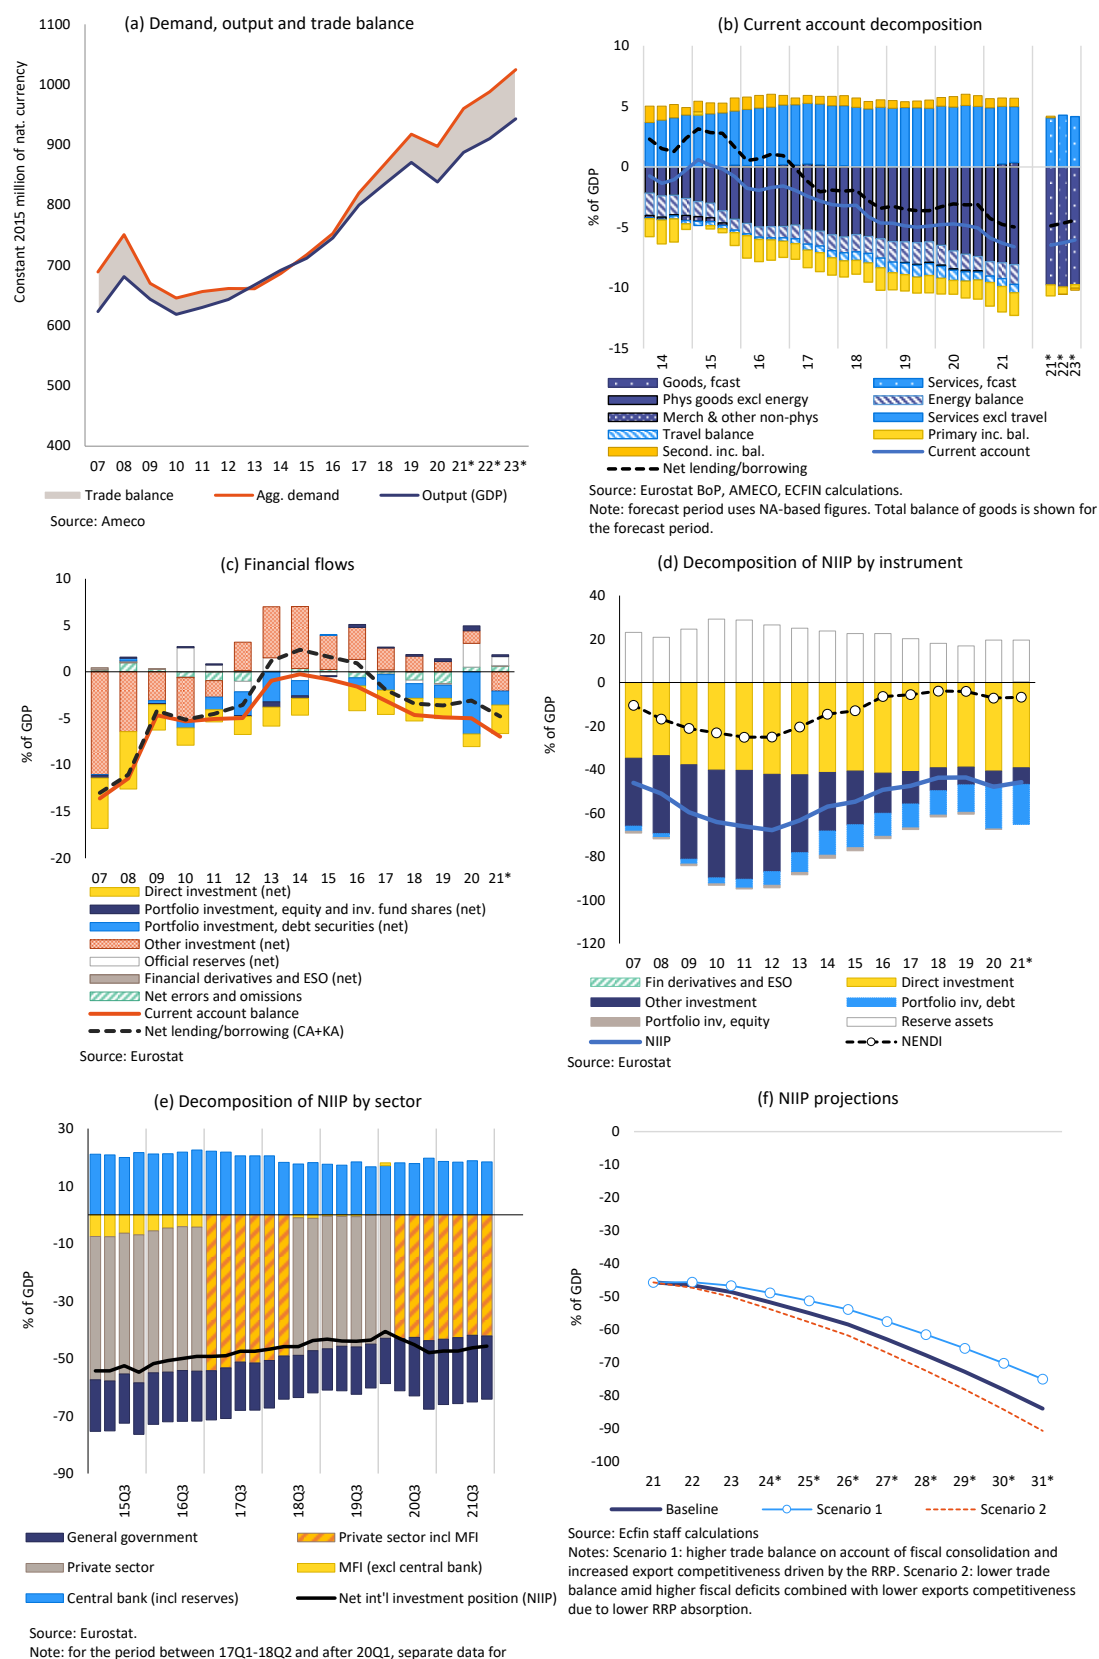 (a) Demand, output and trade balance
1100
1000
900
800
700
600
500
400
Constant 2015 million of nat. currency
07 08 09 10 11 12 13 14 15 16 17 18 19 20 21* 22* 23*
Trade balance Agg. demand Output (GDP)
Source: Ameco
(b) Current account decomposition
10
5
0
-5
-10
-15
% of GDP
14 15 16 17 18 19 20 21 21* 22* 23*
Goods, fcast Services, fcast
Phys goods excl energy Energy balance
Merch & other non-phys Services excl travel
Travel balance Primary inc. bal.
Second. inc. bal. Current account
Net lending/borrowing
Source: Eurostat BoP, AMECO, ECFIN calculations.
Note: forecast period uses NA-based figures. Total balance of goods is shown for
the forecast period.
(c) Financial flows
10
5
0
-5
-10
-15
-20
% of GDP
07 08 09 10 11 12 13 14 15 16 17 18 19 20 21*
Direct investment (net)
Portfolio investment, equity and inv. fund shares (net)
Portfolio investment, debt securities (net)
Other investment (net)
Official reserves (net)
Financial derivatives and ESO (net)
Net errors and omissions
Current account balance
Net lending/borrowing (CA+KA)
Source: Eurostat
(d) Decomposition of NIIP by instrument
40
20
0
-20
-40
-60
-80
-100
-120
% of GDP
07 08 09 10 11 12 13 14 15 16 17 18 19 20 21*
Fin derivatives and ESO Direct investment
Other investment Portfolio inv, debt
Portfolio inv, equity Reserve assets
NIIP NENDI
Source: Eurostat
(e) Decomposition of NIIP by sector
30
10
-10
-30
-50
-70
-90
% of GDP
15Q3 16Q3 17Q3 18Q3 19Q3 20Q3 21Q3
General government Private sector incl MFI
Private sector MFI (excl central bank)
Central bank (incl reserves) Net int'l investment position (NIIP)
Source: Eurostat.
Note: for the period between 17Q1-18Q2 and after 20Q1, separate data for
(f) NIIP projections
0
-10
-20
-30
-40
-50
-60
-70
-80
-90
-100
% of GDP
21 22 23 24* 25* 26* 27* 28* 29* 30* 31*
Baseline Scenario 1 Scenario 2
Source: Ecfin staff calculations
Notes: Scenario 1: higher trade balance on account of fiscal consolidation and
increased export competitiveness driven by the RRP. Scenario 2: lower trade
balance amid higher fiscal deficits combined with lower exports competitiveness
due to lower RRP absorption.